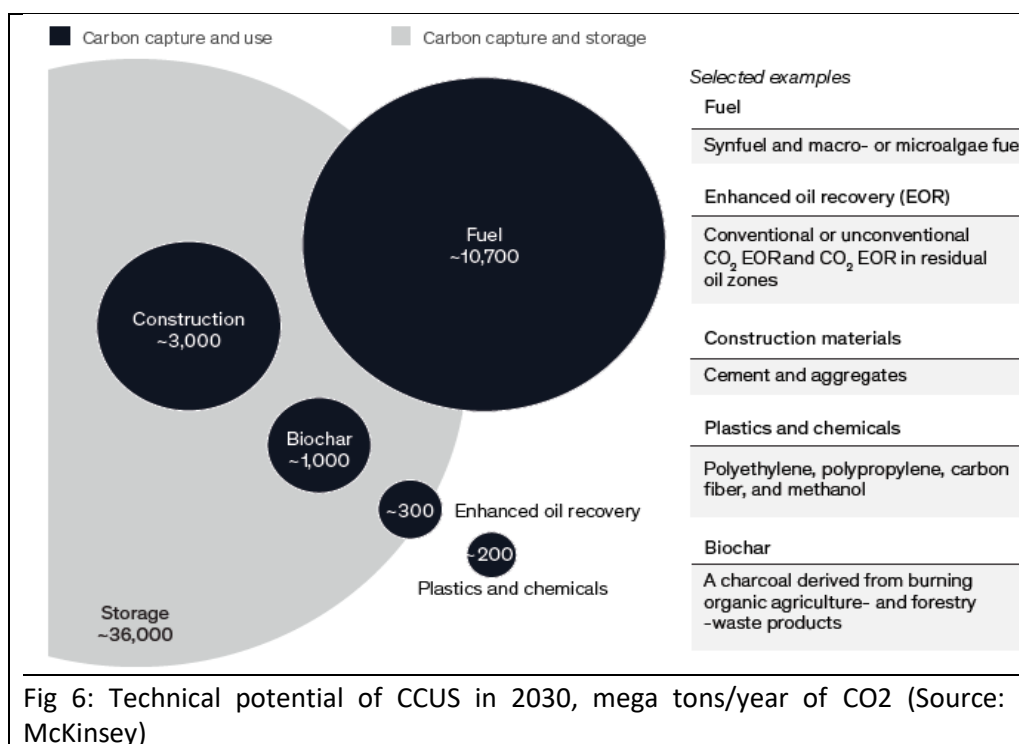 Carbon capture and use
Carbon capture and storage
Fuel
~10,700
Construction
~3,000
Biochar
~1,000
~300
Enhanced oil recovery
~200
Plastics and chemicals
Storage
~36,000
Selected examples
Fuel
Synfuel and macro- or microalgae fue
Enhanced oil recovery (EOR)
Conventional or unconventional
CO2 EOR and CO2 EOR in residual
oil zones
Construction materials
Cement and aggregates
Plastics and chemicals
Polyethylene, polypropylene, carbon
fiber, and methanol
Biochar
A charcoal derived from burning
organic agriculture- and forestry
-waste products
Fig 6: Technical potential of CCUS in 2030, mega tons/year of CO2 (Source:
McKinsey)